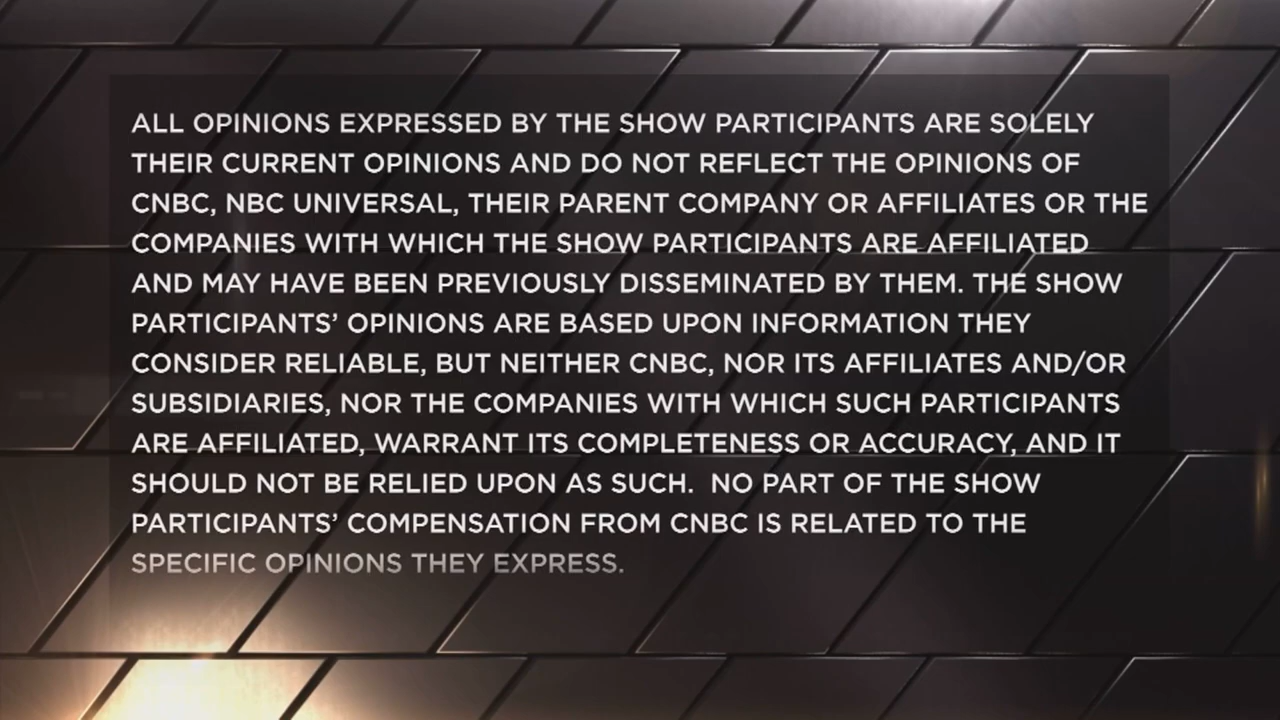 ALL OPINIONS EXPRESSED BY THE SHOW PARTICIPANTS ARE SOLELY
THEIR CURRENT OPINIONS AND DO NOT REFLECT THE OPINIONS OF
CNBC, NBC UNIVERSAL, THEIR PARENT COMPANY OR AFFILIATES OR THE
COMPANIES WITH WHICH THE SHOW PARTICIPANTS ARE AFFILIATED
AND MAY HAVE BEEN PREVIOUSLY DISSEMINATED BY THEM. THE SHOW
PARTICIPANTS’ OPINIONS ARE BASED UPON INFORMATION THEY
CONSIDER RELIABLE, BUT NEITHER CNBC, NOR ITS AFFILIATES AND/OR
SUBSIDIARIES, NOR THE COMPANIES WITH WHICH SUCH PARTICIPANTS
ARE AFFILIATED, WARRANT ITS COMPLETENESS OR ACCURACY, AND IT
SHOULD NOT BE RELIED UPON AS SUCH.  NO PART OF THE SHOW
PARTICIPANTS’ COMPENSATION FROM CNBC IS RELATED TO THE
SPECIFIC OPINIONS THEY EXPRESS.